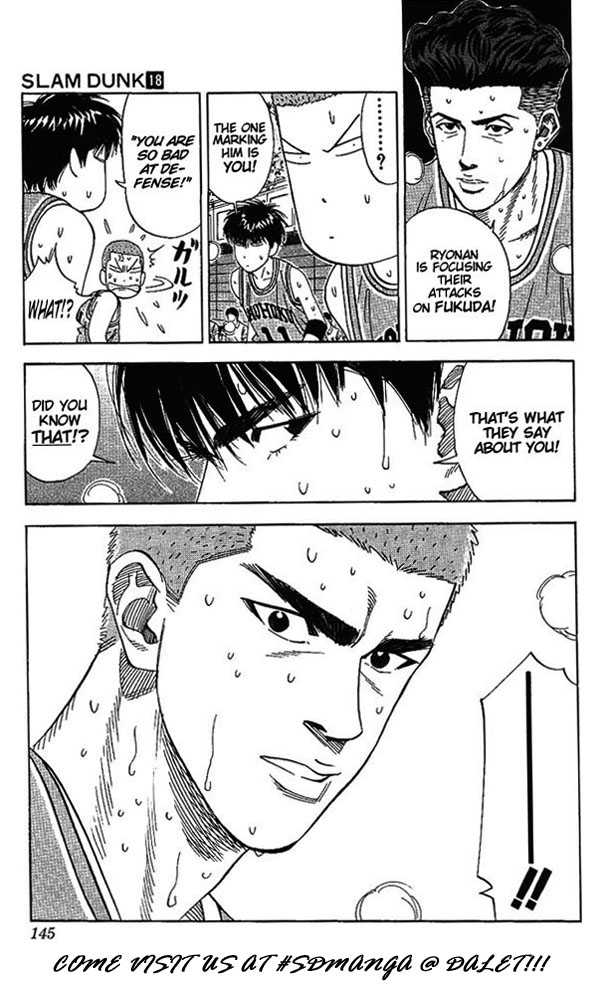 SLAM DUNK 18
RYONAN
IS FOCUSING
THEIR
ATTACKS
ON FUKUDA!
………
?
THE ONE
MARKING
HIM IS
YOU!
"YOU ARE
SO BAD
AT DE-
FENSE!"
ガルッ
WHAT!?
THAT'S WHAT
THEY SAY
ABOUT YOU!
DID YOU
KNOW
THAT!?
—!!
145
COME VISIT US AT #SDMANGA @ DALET!!!